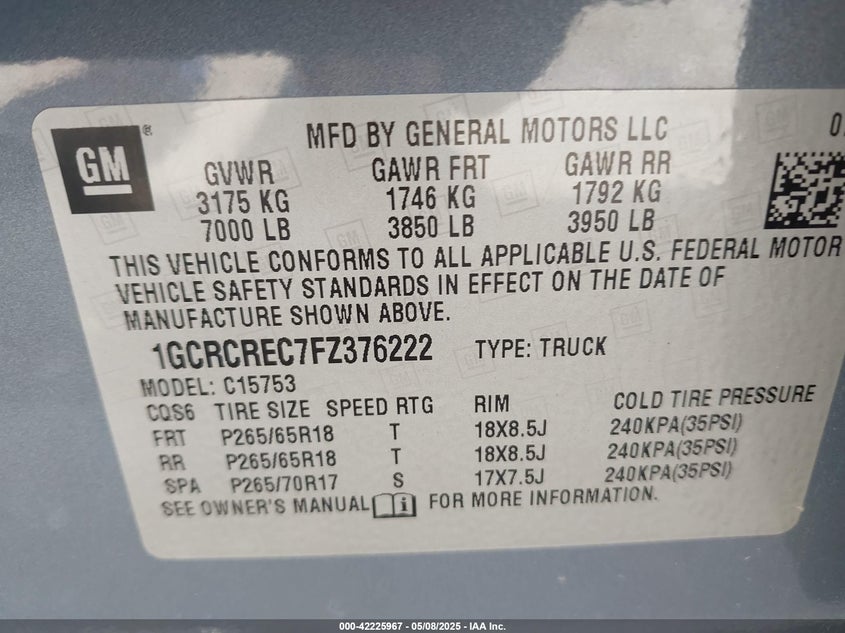 GM
MFD BY GENERAL MOTORS LLC
GVWR GAWR FRT GAWR RR
3175 KG 1746 KG 1792 KG
7000 LB 3850 LB 3950 LB
THIS VEHICLE CONFORMS TO ALL APPLICABLE U.S. FEDERAL MOTOR
VEHICLE SAFETY STANDARDS IN EFFECT ON THE DATE OF
MANUFACTURE SHOWN ABOVE.
1GCRCREC7FZ376222 TYPE: TRUCK
MODEL: C15753
CQS6 TIRE SIZE SPEED RTG RIM COLD TIRE PRESSURE
FRT P265/65R18 T 18X8.5J 240KPA(35PSI)
RR P265/65R18 T 18X8.5J 240KPA(35PSI)
SPA P265/70R17 S 17X7.5J 240KPA(35PSI)
SEE OWNER'S MANUAL FOR MORE INFORMATION.
000-42225967 - 05/08/2025 - IAA Inc.